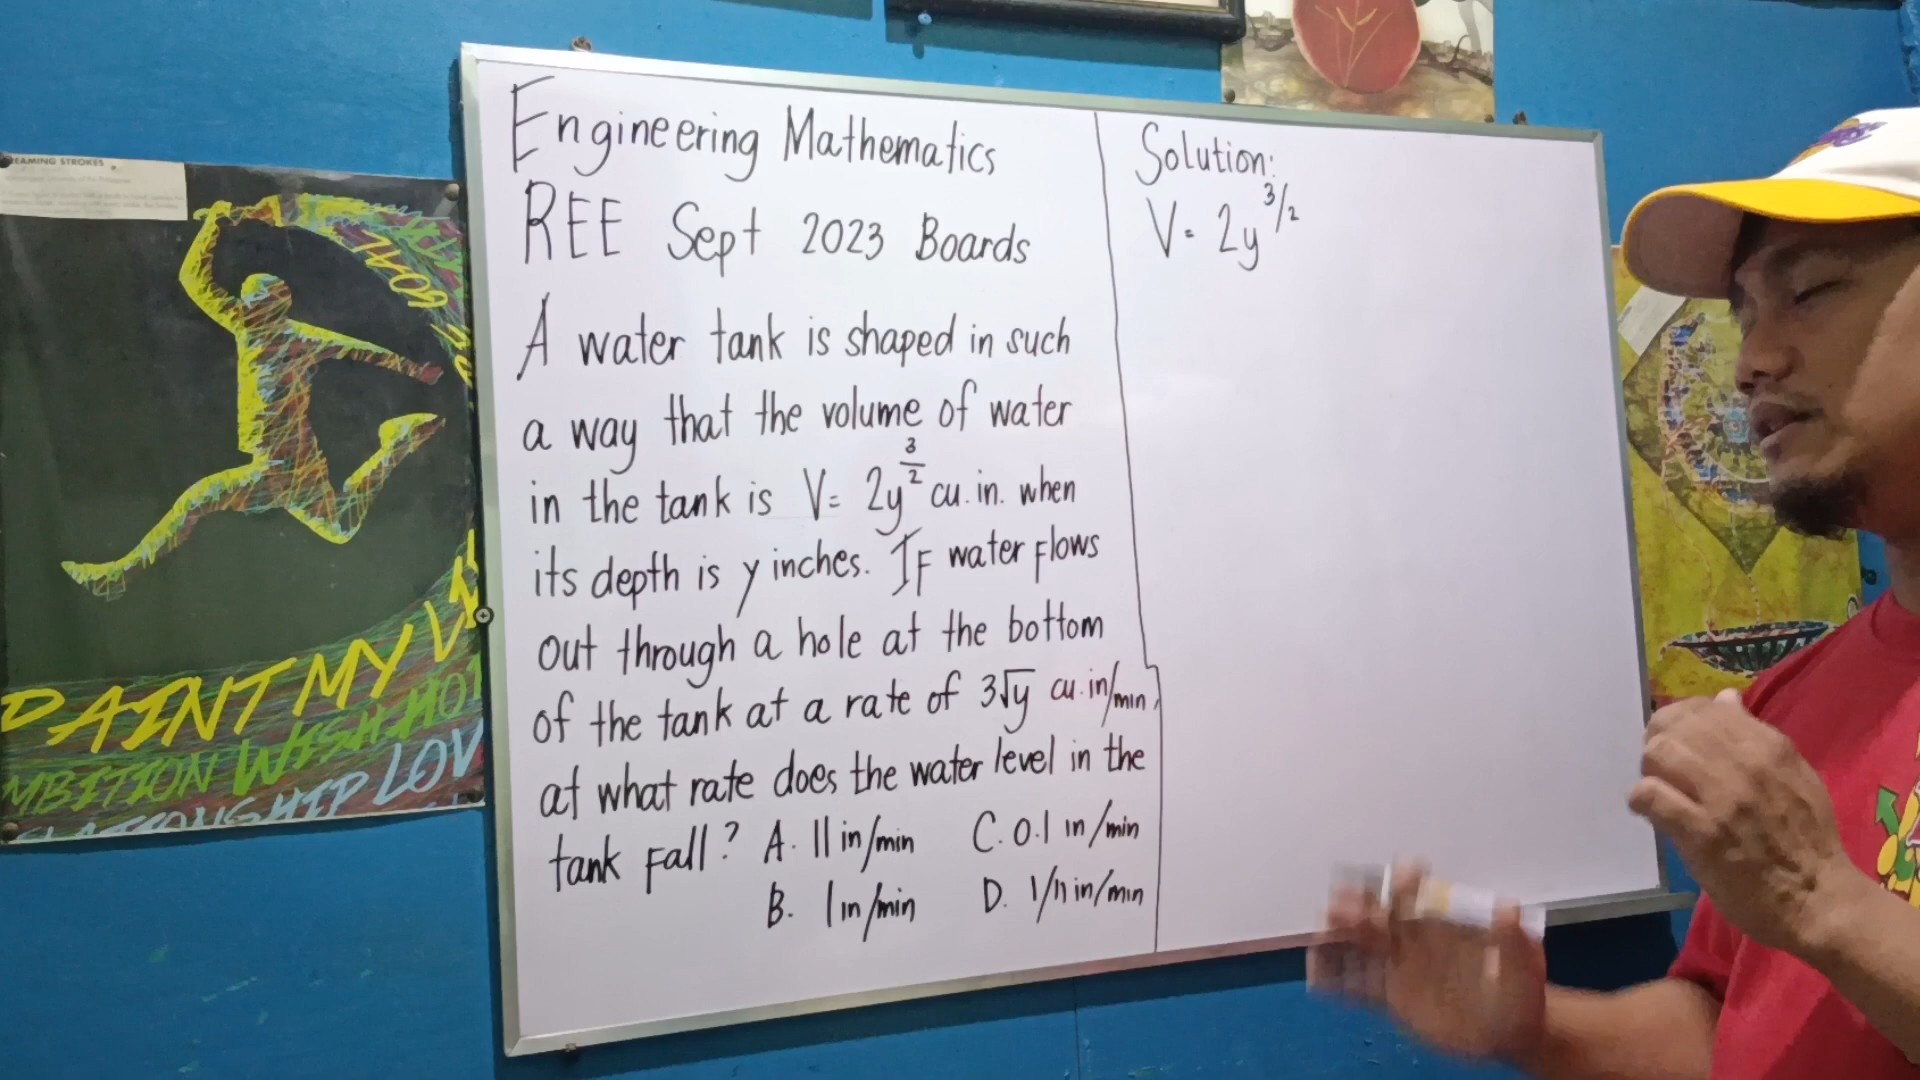 Engineering Mathematics
REE Sept 2023 Boards
A water tank is shaped in such
a way that the volume of water
in the tank is V= 2y^3/2 cu. in. when
its depth is y inches. IF water flows
out through a hole at the bottom
of the tank at a rate of 3√y cu. in/min,
at what rate does the water level in the
tank Fall? A. 11 in/min C. 0.1 in/min
B. 1 in/min D. 1/11 in/min
Solution:
V= 2y^3/2
EAMING STROKES
GOAL
PAINT MY
MBITION WISH
LOV